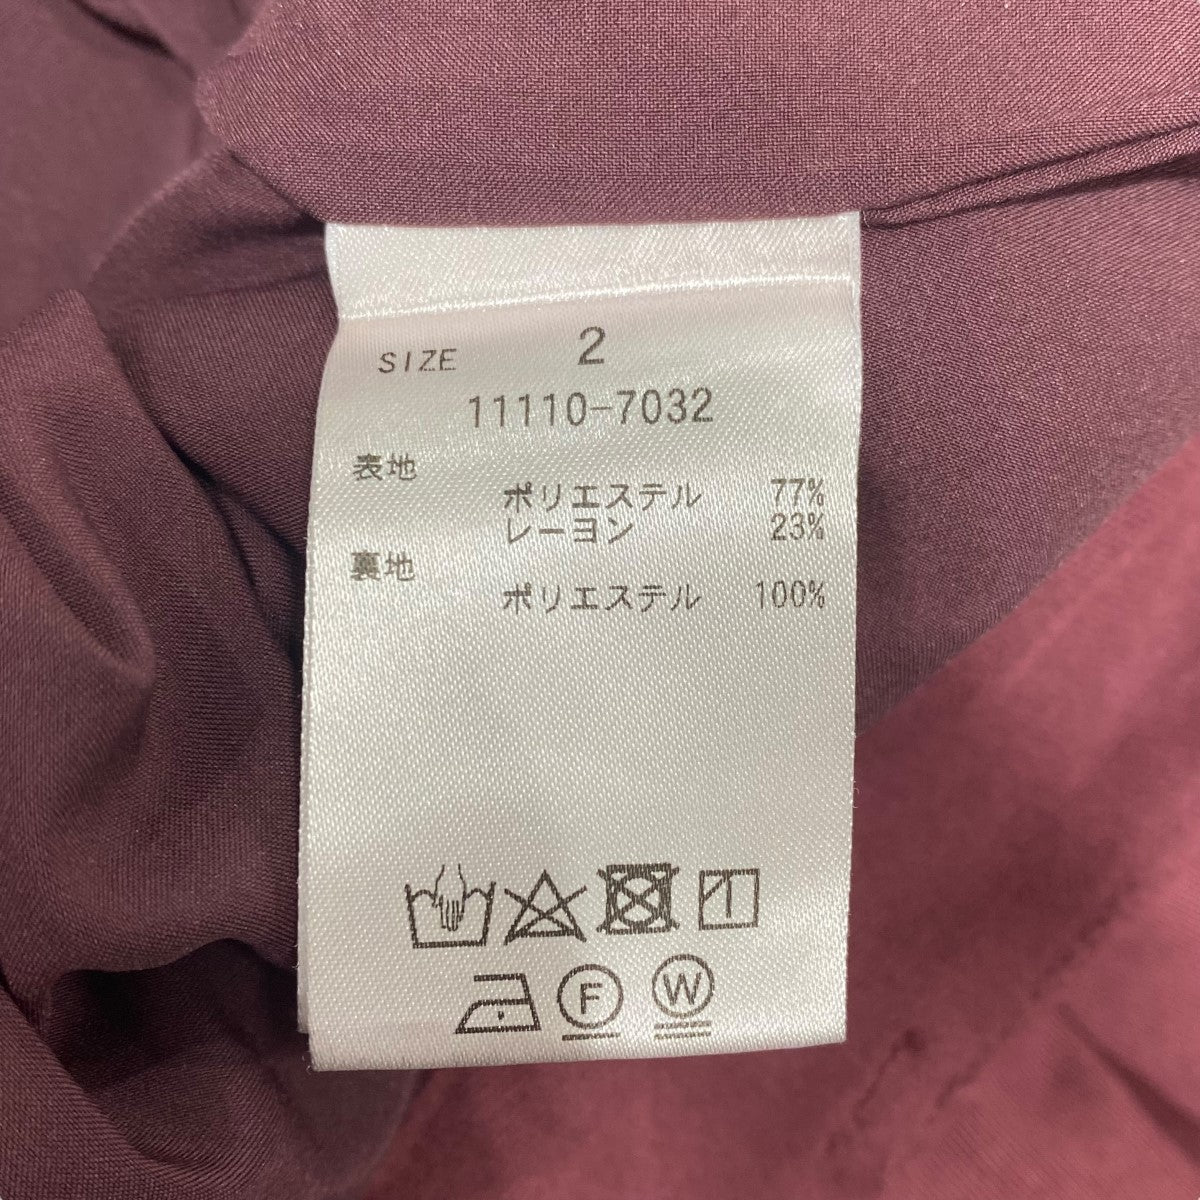 SIZE 2
11110-7032
表地
ポリエステル 77%
レーヨン 23%
裏地
ポリエステル 100%
F W